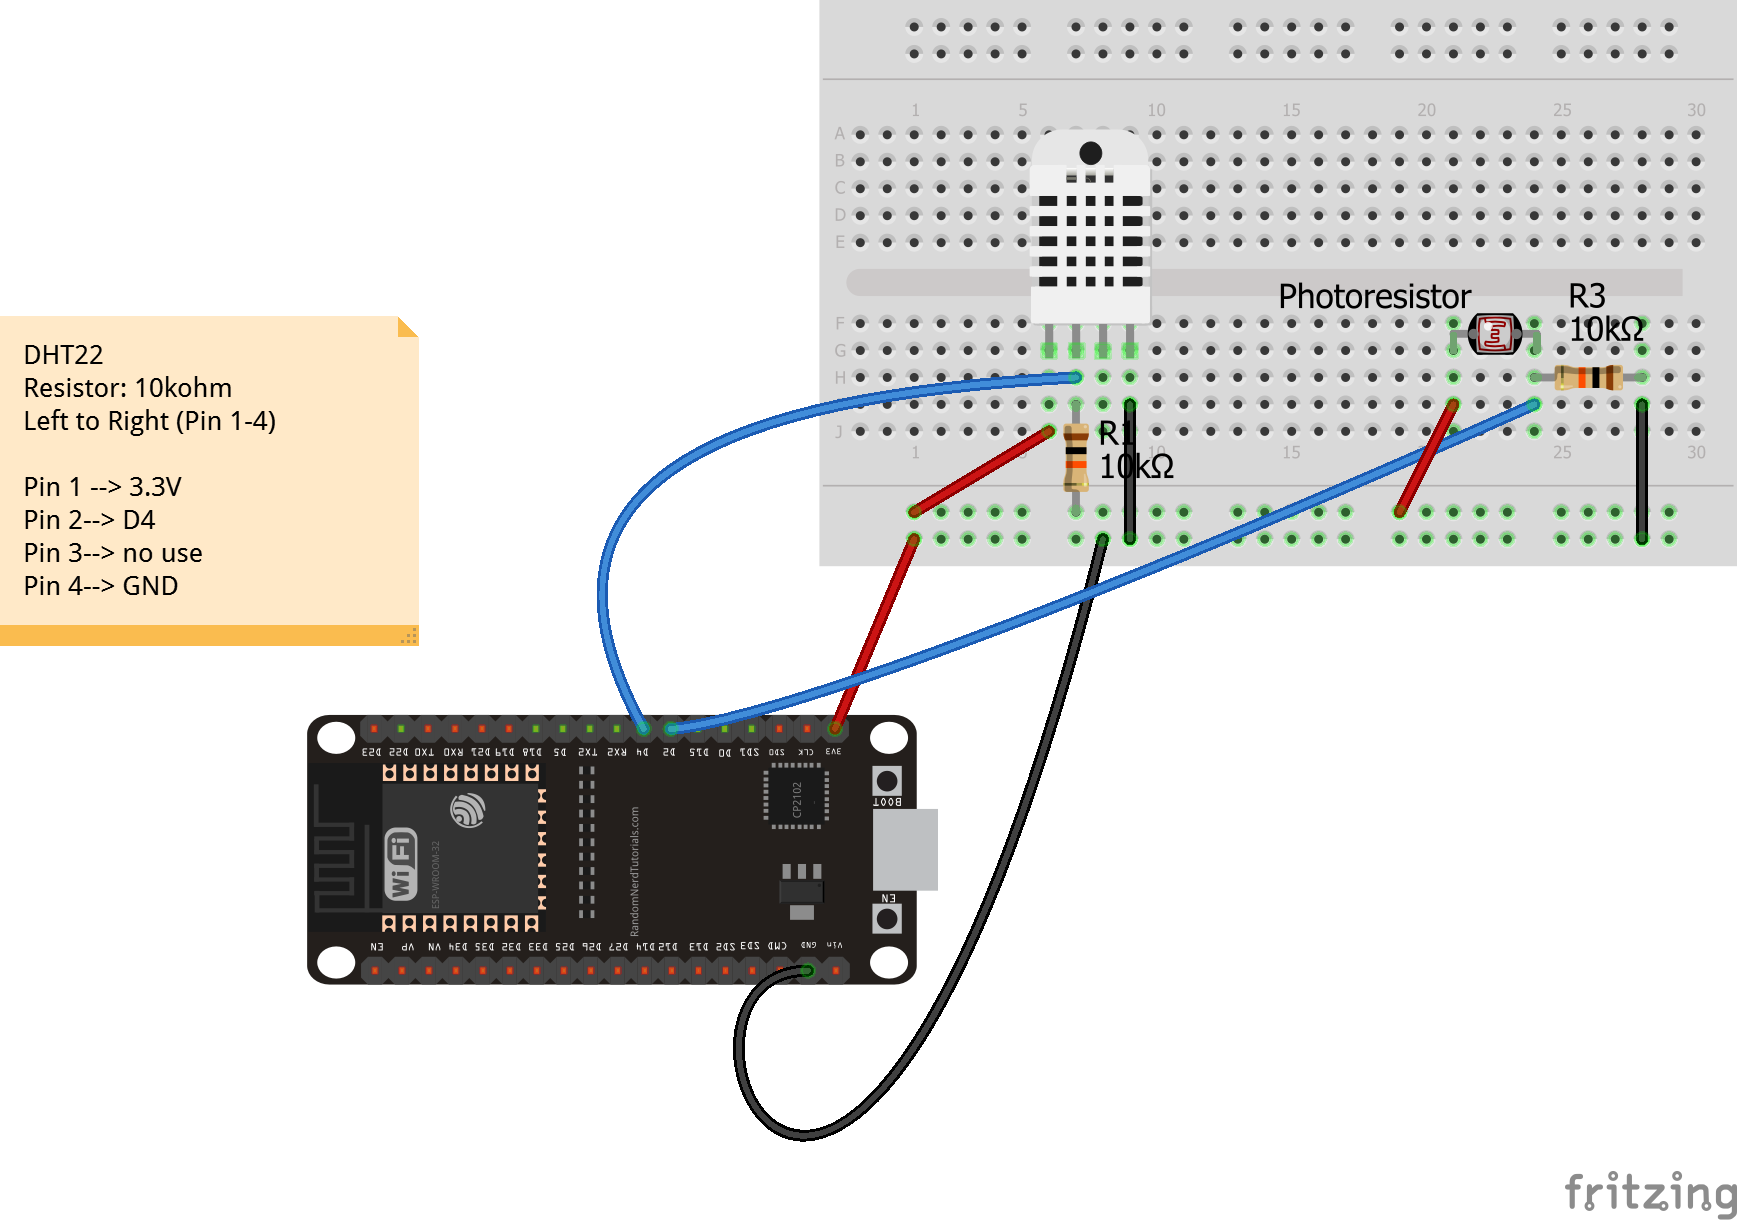 1 5 10 15 20 25 30
A
B
C
D
E
Photoresistor
R3
10kΩ
F
G
H
J
R1
10kΩ
1 10 15 25 30
DHT22
Resistor: 10kohm
Left to Right (Pin 1-4)
Pin 1 --> 3.3V
Pin 2--> D4
Pin 3--> no use
Pin 4--> GND
D23 D22 TXD RXD D21 D19 D18 D5 TX2 RX2 D4 D2 D15 D0 SD1 SD0 CLK 3V3
BOOT
CP2102
WiFi
ESP-WROOM-32
RandomNerdTutorials.com
EN
EN VP VN D34 D35 D32 D33 D25 D26 D27 D14 D12 D13 SD2 SD3 CMD GND Vin
fritzing